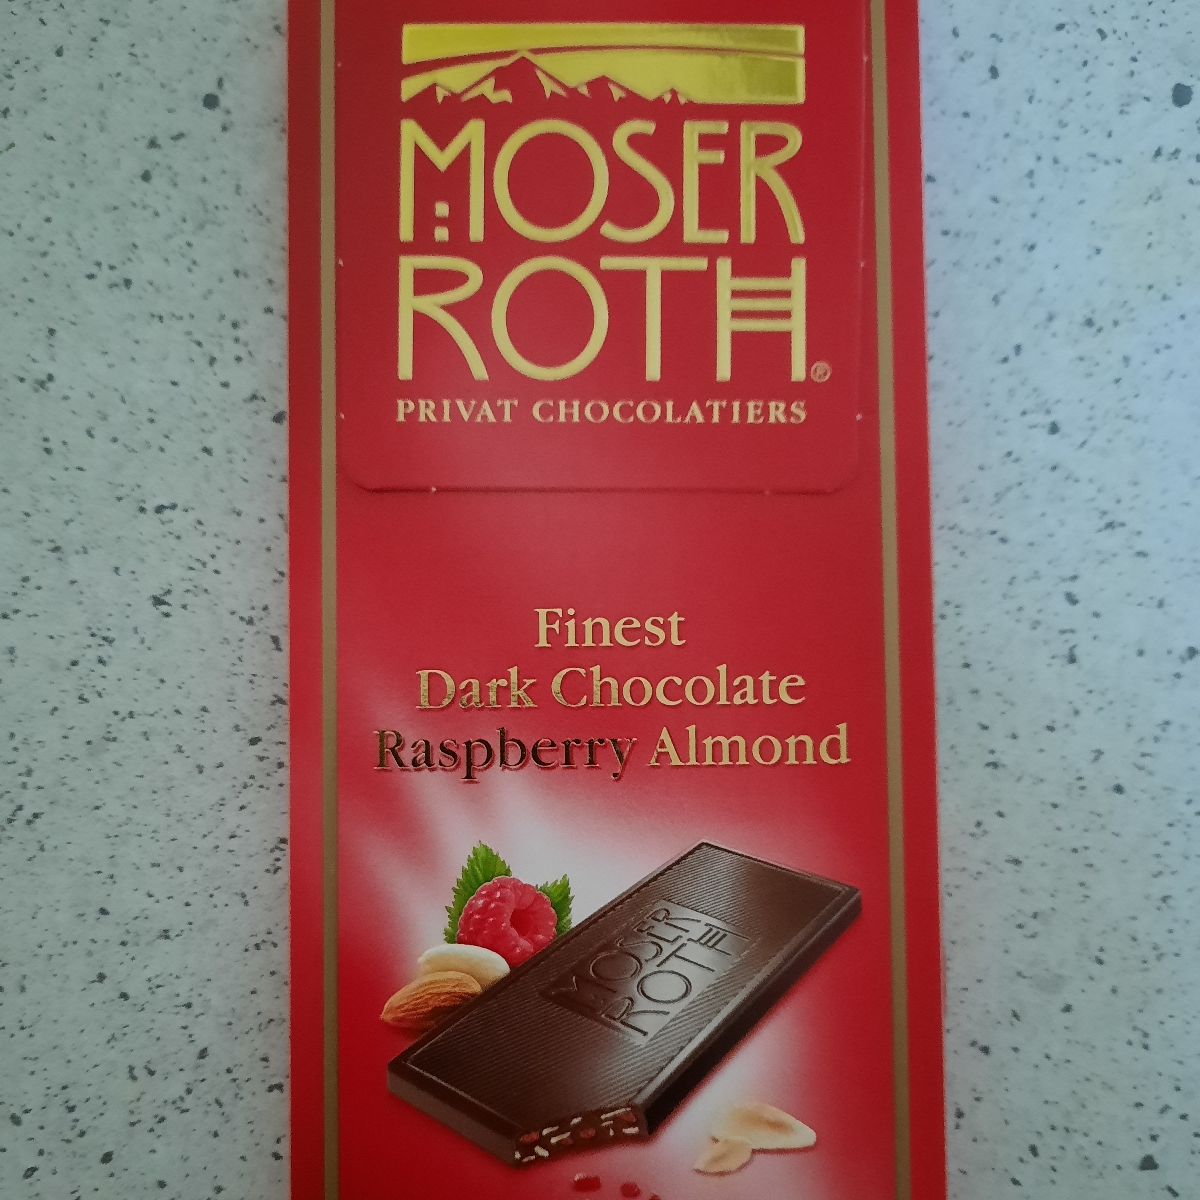 MOSER
ROTH®
PRIVAT CHOCOLATIERS
Finest
Dark Chocolate
Raspberry Almond
MOSER
ROTH